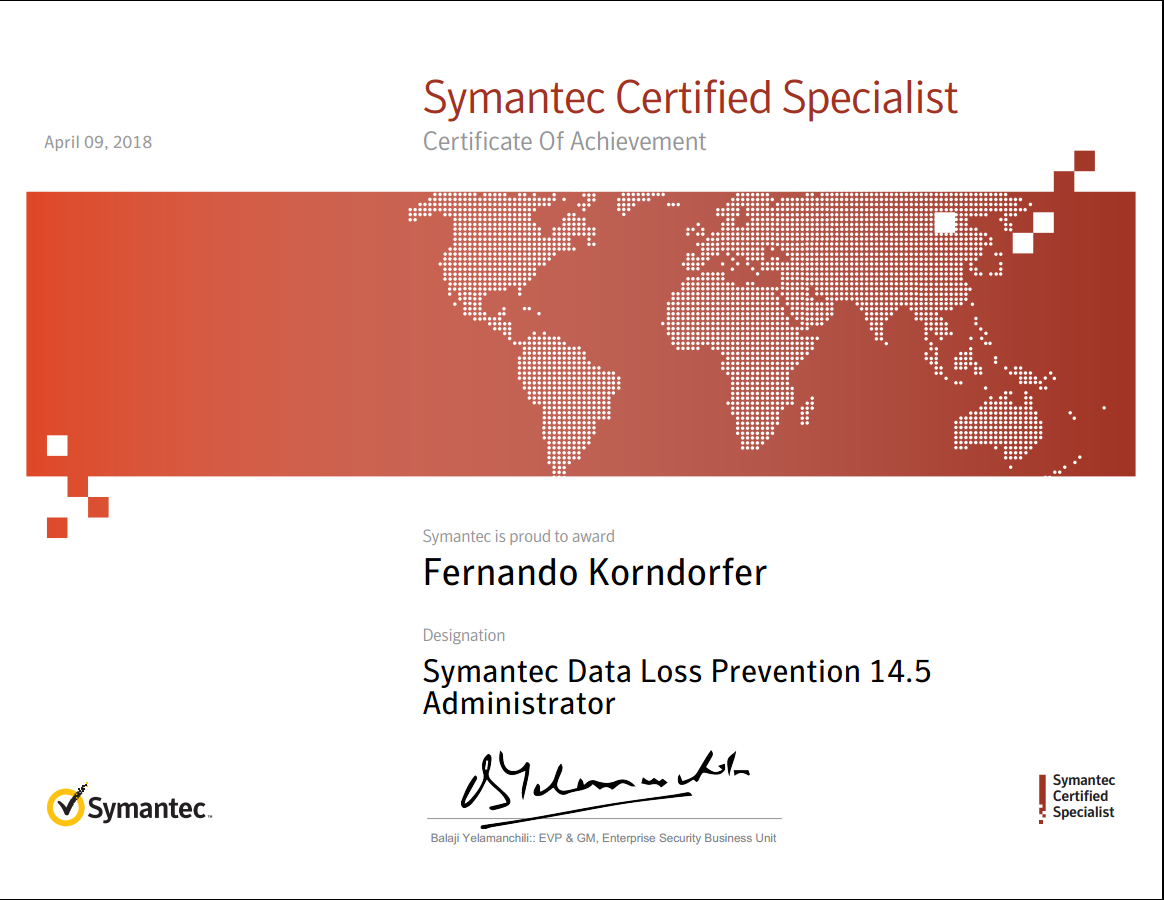 Symantec Certified Specialist
April 09, 2018
Certificate Of Achievement
Symantec is proud to award
Fernando Korndorfer
Designation
Symantec Data Loss Prevention 14.5
Administrator
Balaji Yelamanchili:: EVP & GM, Enterprise Security Business Unit
Symantec™
Symantec
Certified
Specialist